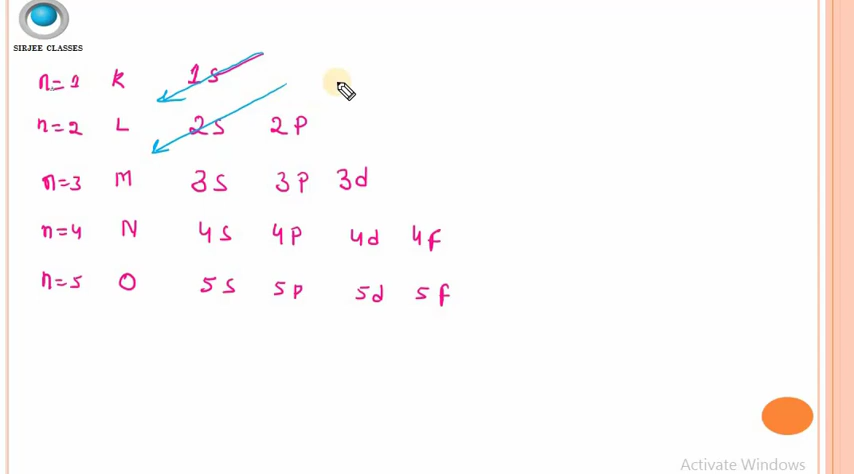 SIRJEE CLASSES
n=1 K 1s
n=2 L 2s 2p
n=3 M 3s 3p 3d
n=4 N 4s 4p 4d 4f
n=5 O 5s 5p 5d 5f
Activate Windows